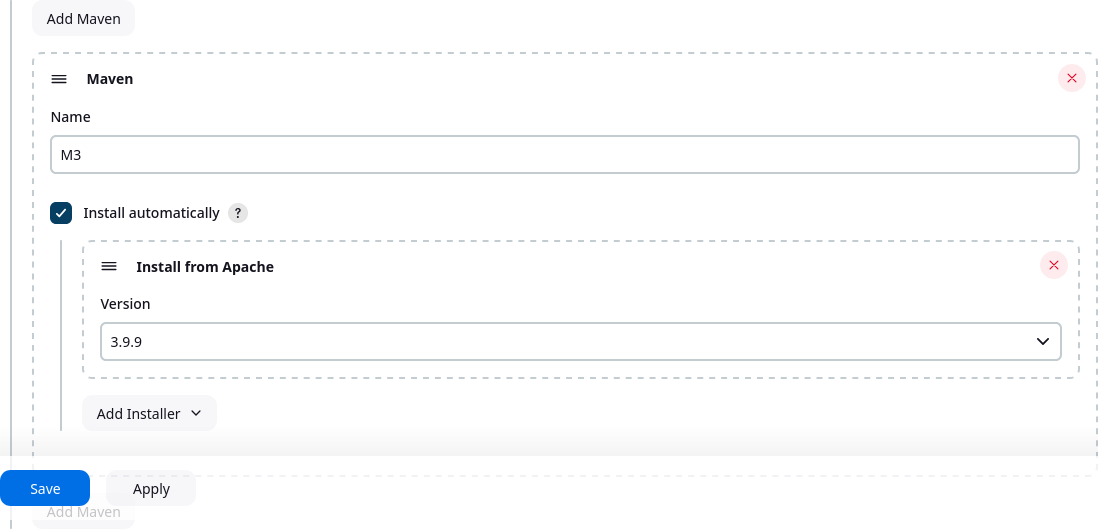 Add Maven
Maven
Name
M3
Install automatically ?
Install from Apache
Version
3.9.9
Add Installer
Save
Apply
Add Maven